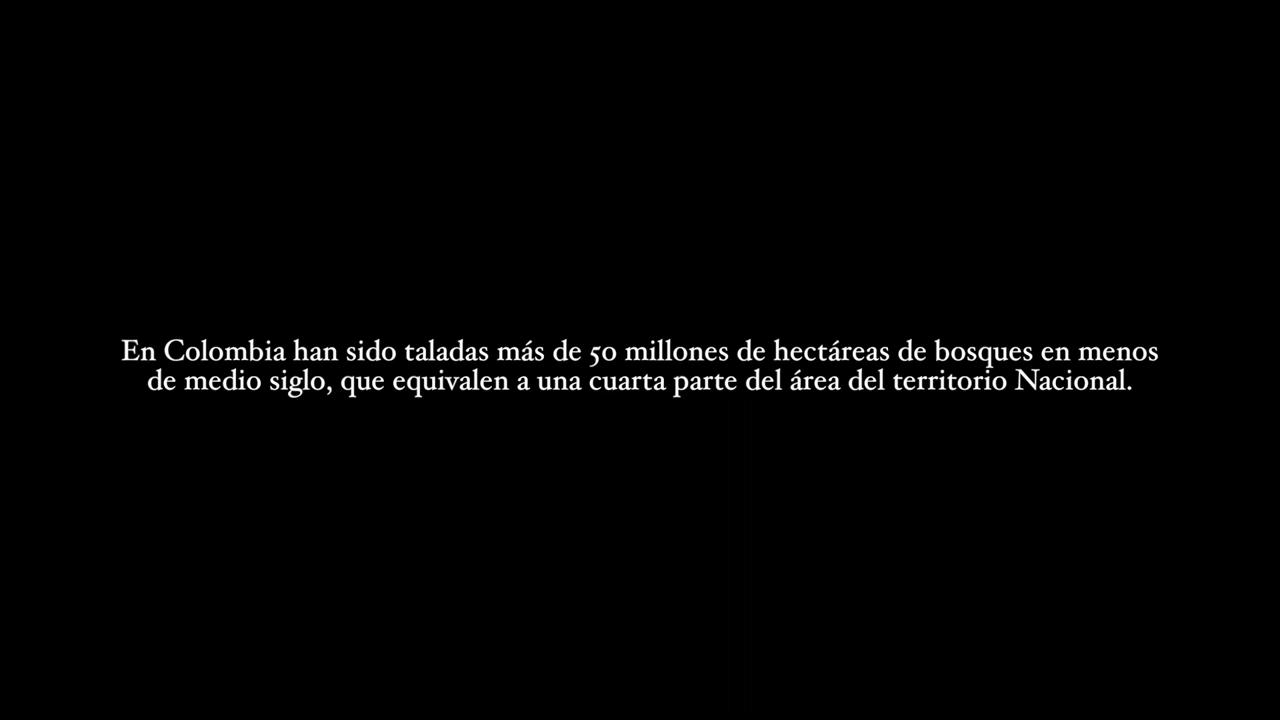 En Colombia han sido taladas más de 50 millones de hectáreas de bosques en menos
de medio siglo, que equivalen a una cuarta parte del área del territorio Nacional.